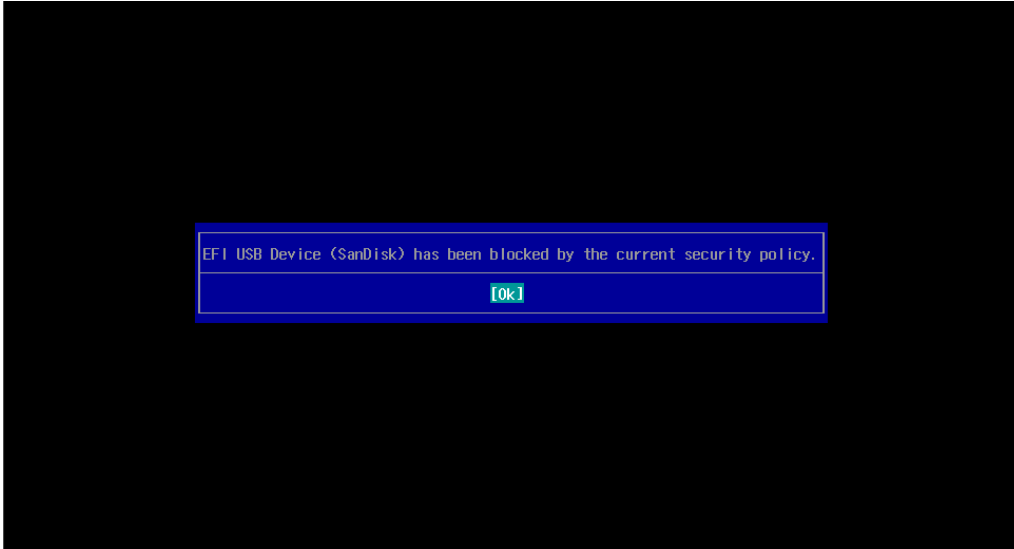 EFI USB Device (SanDisk) has been blocked by the current security policy.
[Ok]